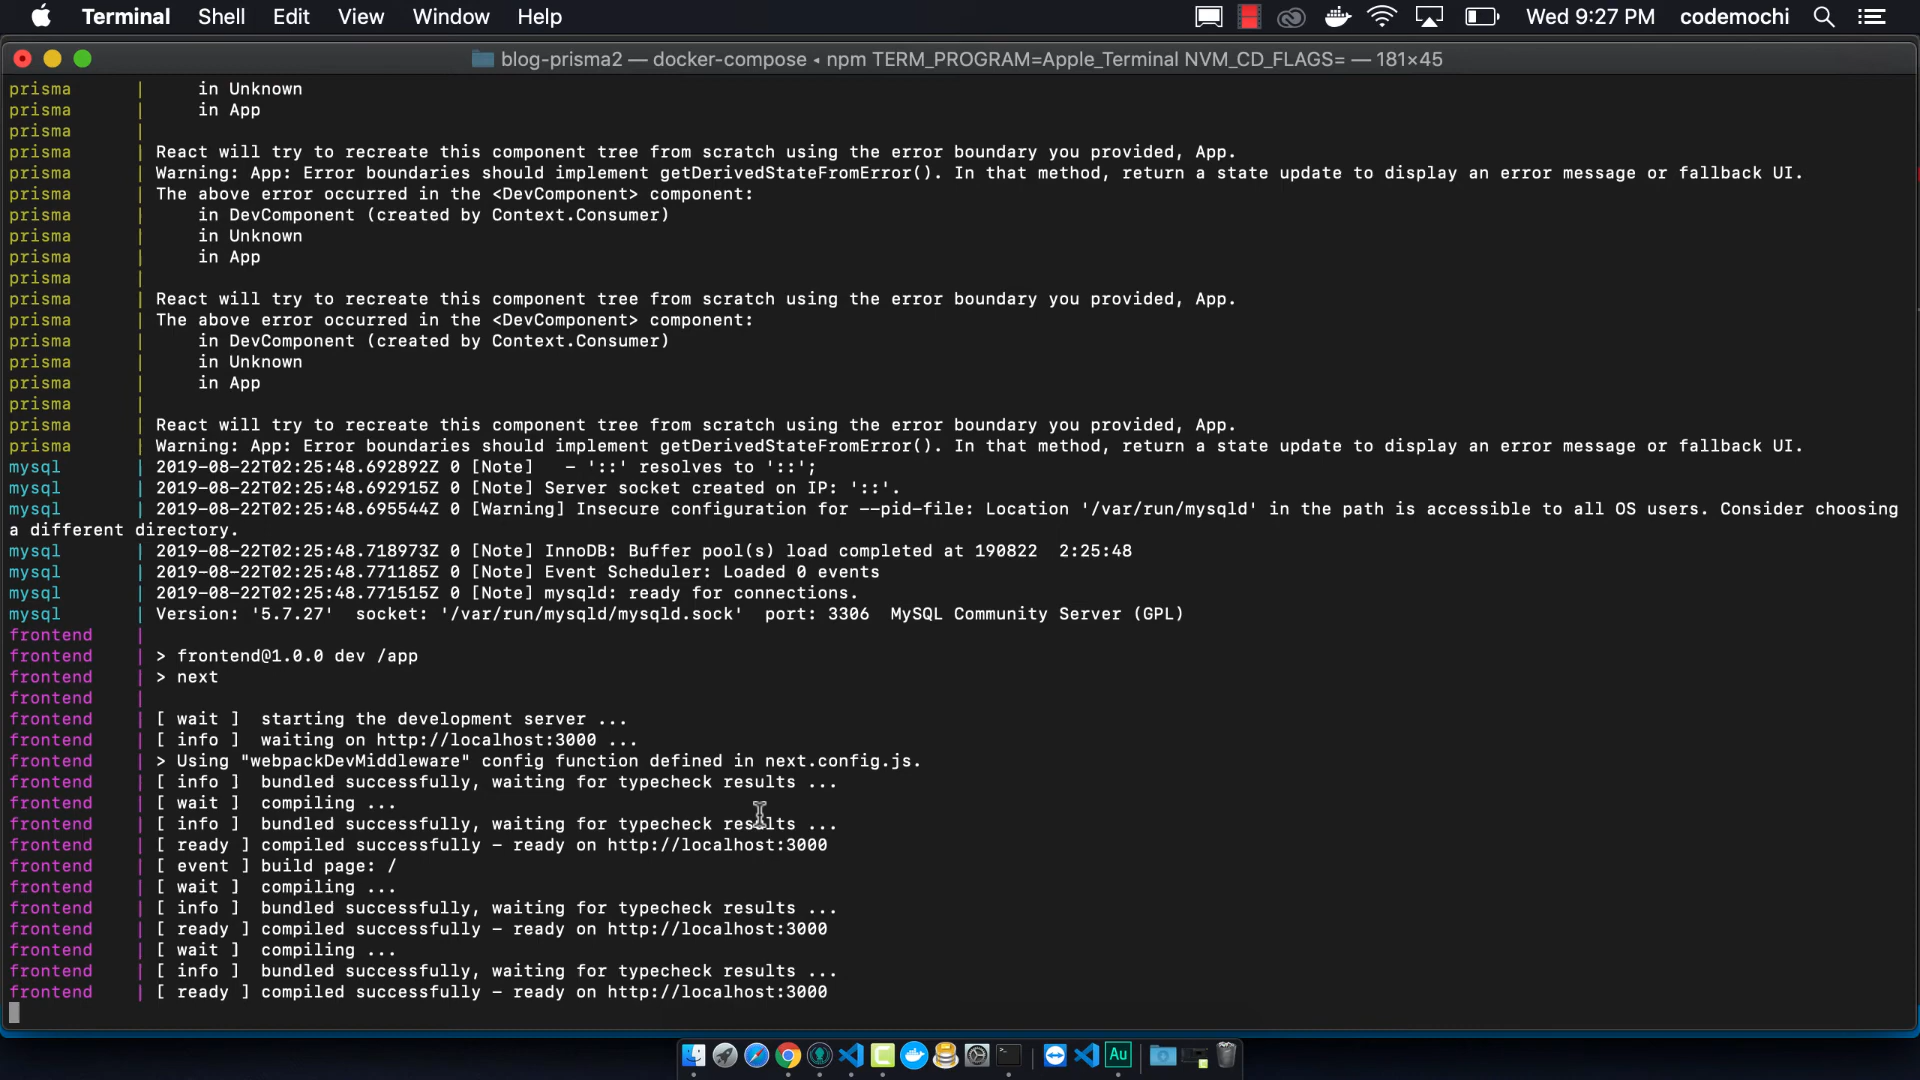 Terminal Shell Edit View Window Help Wed 9:27 PM codemochi
blog-prisma2 — docker-compose ◂ npm TERM_PROGRAM=Apple_Terminal NVM_CD_FLAGS= — 181×45
prisma | in Unknown
prisma | in App
prisma |
prisma | React will try to recreate this component tree from scratch using the error boundary you provided, App.
prisma | Warning: App: Error boundaries should implement getDerivedStateFromError(). In that method, return a state update to display an error message or fallback UI.
prisma | The above error occurred in the <DevComponent> component:
prisma | in DevComponent (created by Context.Consumer)
prisma | in Unknown
prisma | in App
prisma |
prisma | React will try to recreate this component tree from scratch using the error boundary you provided, App.
prisma | The above error occurred in the <DevComponent> component:
prisma | in DevComponent (created by Context.Consumer)
prisma | in Unknown
prisma | in App
prisma |
prisma | React will try to recreate this component tree from scratch using the error boundary you provided, App.
prisma | Warning: App: Error boundaries should implement getDerivedStateFromError(). In that method, return a state update to display an error message or fallback UI.
mysql | 2019-08-22T02:25:48.692892Z 0 [Note] - '::' resolves to '::';
mysql | 2019-08-22T02:25:48.692915Z 0 [Note] Server socket created on IP: '::'.
mysql | 2019-08-22T02:25:48.695544Z 0 [Warning] Insecure configuration for --pid-file: Location '/var/run/mysqld' in the path is accessible to all OS users. Consider choosing
a different directory.
mysql | 2019-08-22T02:25:48.718973Z 0 [Note] InnoDB: Buffer pool(s) load completed at 190822 2:25:48
mysql | 2019-08-22T02:25:48.771185Z 0 [Note] Event Scheduler: Loaded 0 events
mysql | 2019-08-22T02:25:48.771515Z 0 [Note] mysqld: ready for connections.
mysql | Version: '5.7.27' socket: '/var/run/mysqld/mysqld.sock' port: 3306 MySQL Community Server (GPL)
frontend |
frontend | > frontend@1.0.0 dev /app
frontend | > next
frontend |
frontend | [ wait ] starting the development server ...
frontend | [ info ] waiting on http://localhost:3000 ...
frontend | > Using "webpackDevMiddleware" config function defined in next.config.js.
frontend | [ info ] bundled successfully, waiting for typecheck results ...
frontend | [ wait ] compiling ...
frontend | [ info ] bundled successfully, waiting for typecheck results ...
frontend | [ ready ] compiled successfully - ready on http://localhost:3000
frontend | [ event ] build page: /
frontend | [ wait ] compiling ...
frontend | [ info ] bundled successfully, waiting for typecheck results ...
frontend | [ ready ] compiled successfully - ready on http://localhost:3000
frontend | [ wait ] compiling ...
frontend | [ info ] bundled successfully, waiting for typecheck results ...
frontend | [ ready ] compiled successfully - ready on http://localhost:3000
Au